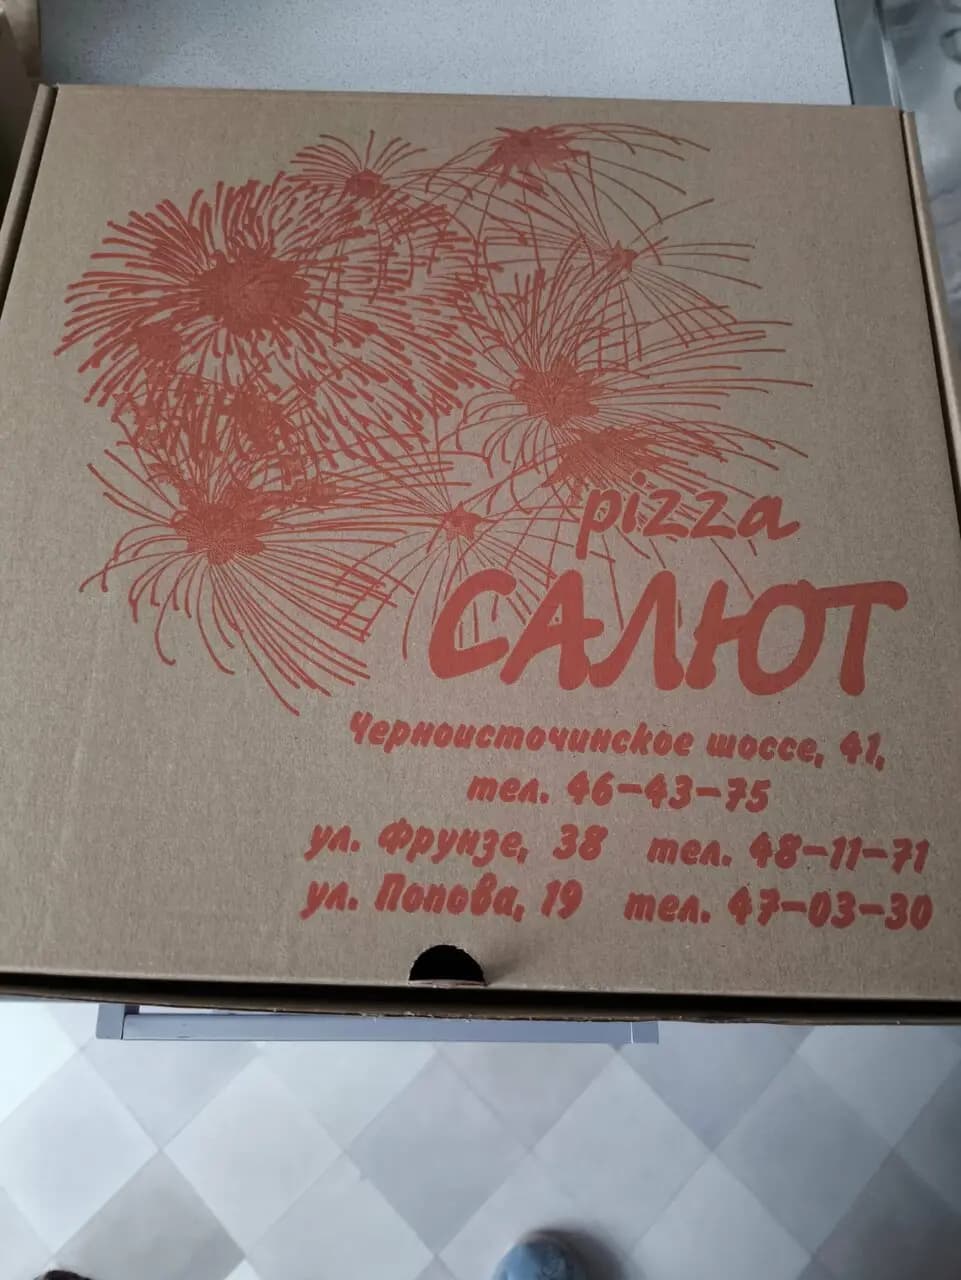 pizza
САЛЮТ
Черноисточинское шоссе, 41,
тел. 46-43-75
ул. Фрунзе, 38 тел. 48-11-71
ул. Попова, 19 тел. 47-03-30